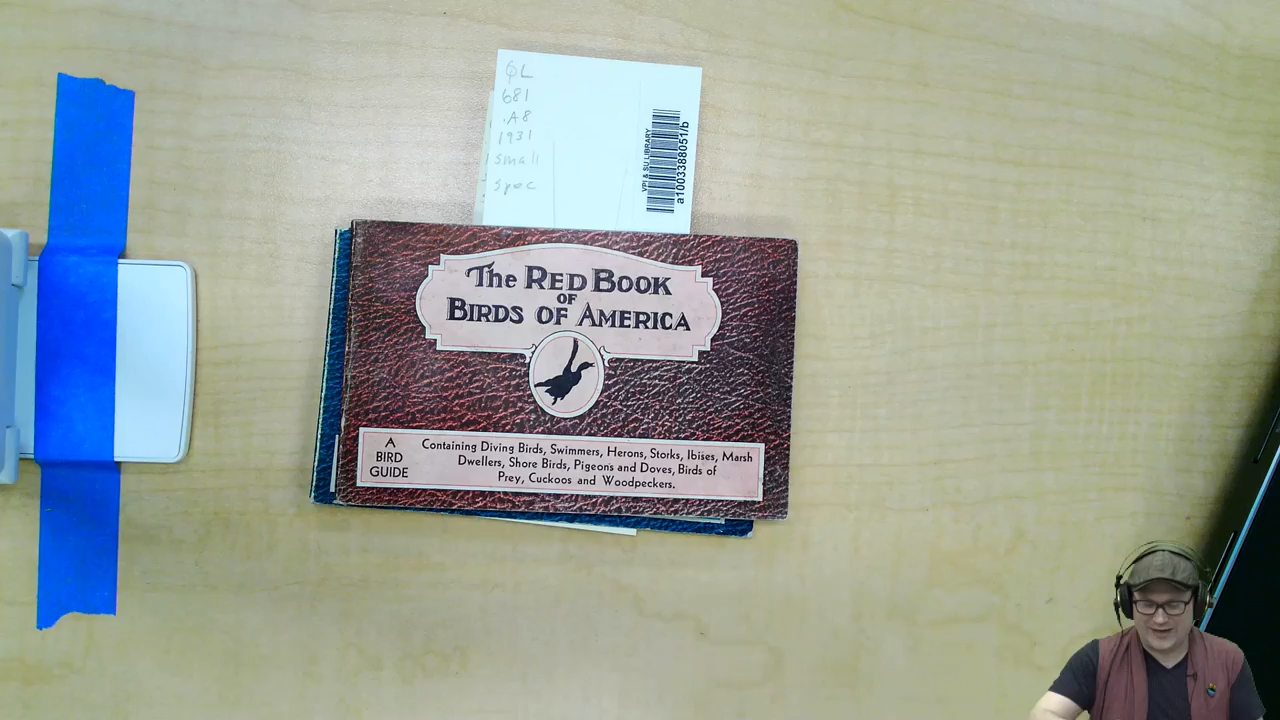 QL
681
.A8
1931
small
spec
VPI & SU LIBRARY
a1003388051/b
The RED BOOK
OF
BIRDS OF AMERICA
A
BIRD
GUIDE
Containing Diving Birds, Swimmers, Herons, Storks, Ibises, Marsh
Dwellers, Shore Birds, Pigeons and Doves, Birds of
Prey, Cuckoos and Woodpeckers.